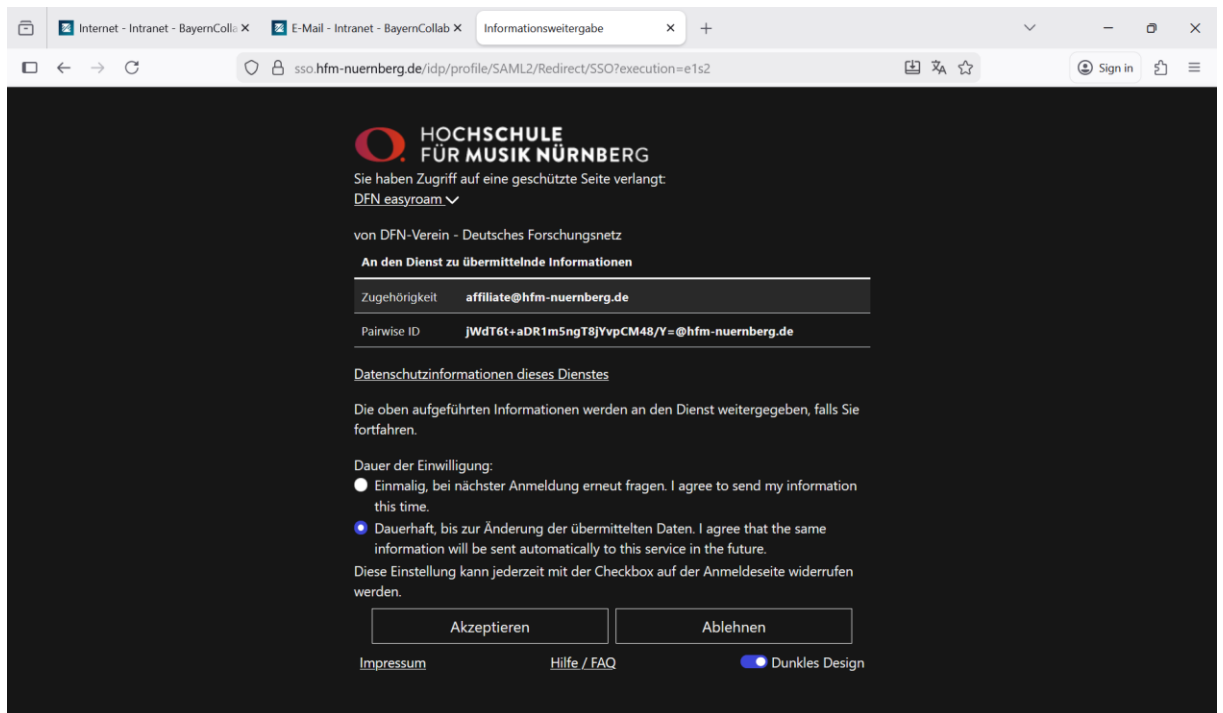 Internet - Intranet - BayernColla
E-Mail - Intranet - BayernCollab
Informationsweitergabe
sso.hfm-nuernberg.de/idp/profile/SAML2/Redirect/SSO?execution=e1s2
Sign in
HOCHSCHULE
FÜR MUSIK NÜRNBERG
Sie haben Zugriff auf eine geschützte Seite verlangt:
DFN easyroam
von DFN-Verein - Deutsches Forschungsnetz
An den Dienst zu übermittelnde Informationen
Zugehörigkeit affiliate@hfm-nuernberg.de
Pairwise ID jWdT6t+aDR1m5ngT8jYvpCM48/Y=@hfm-nuernberg.de
Datenschutzinformationen dieses Dienstes
Die oben aufgeführten Informationen werden an den Dienst weitergegeben, falls Sie
fortfahren.
Dauer der Einwilligung:
Einmalig, bei nächster Anmeldung erneut fragen. I agree to send my information
this time.
Dauerhaft, bis zur Änderung der übermittelten Daten. I agree that the same
information will be sent automatically to this service in the future.
Diese Einstellung kann jederzeit mit der Checkbox auf der Anmeldeseite widerrufen
werden.
Akzeptieren
Ablehnen
Impressum
Hilfe / FAQ
Dunkles Design